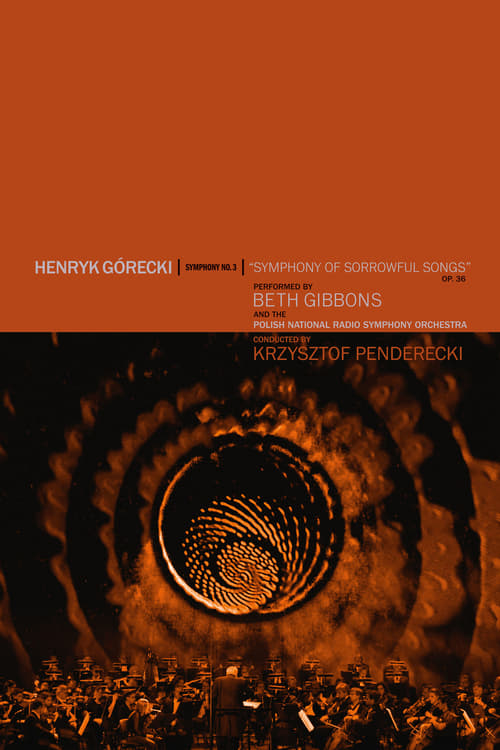 HENRYK GÓRECKI | SYMPHONY NO. 3 | “SYMPHONY OF SORROWFUL SONGS”
OP. 36
PERFORMED BY
BETH GIBBONS
AND THE
POLISH NATIONAL RADIO SYMPHONY ORCHESTRA
CONDUCTED BY
KRZYSZTOF PENDERECKI